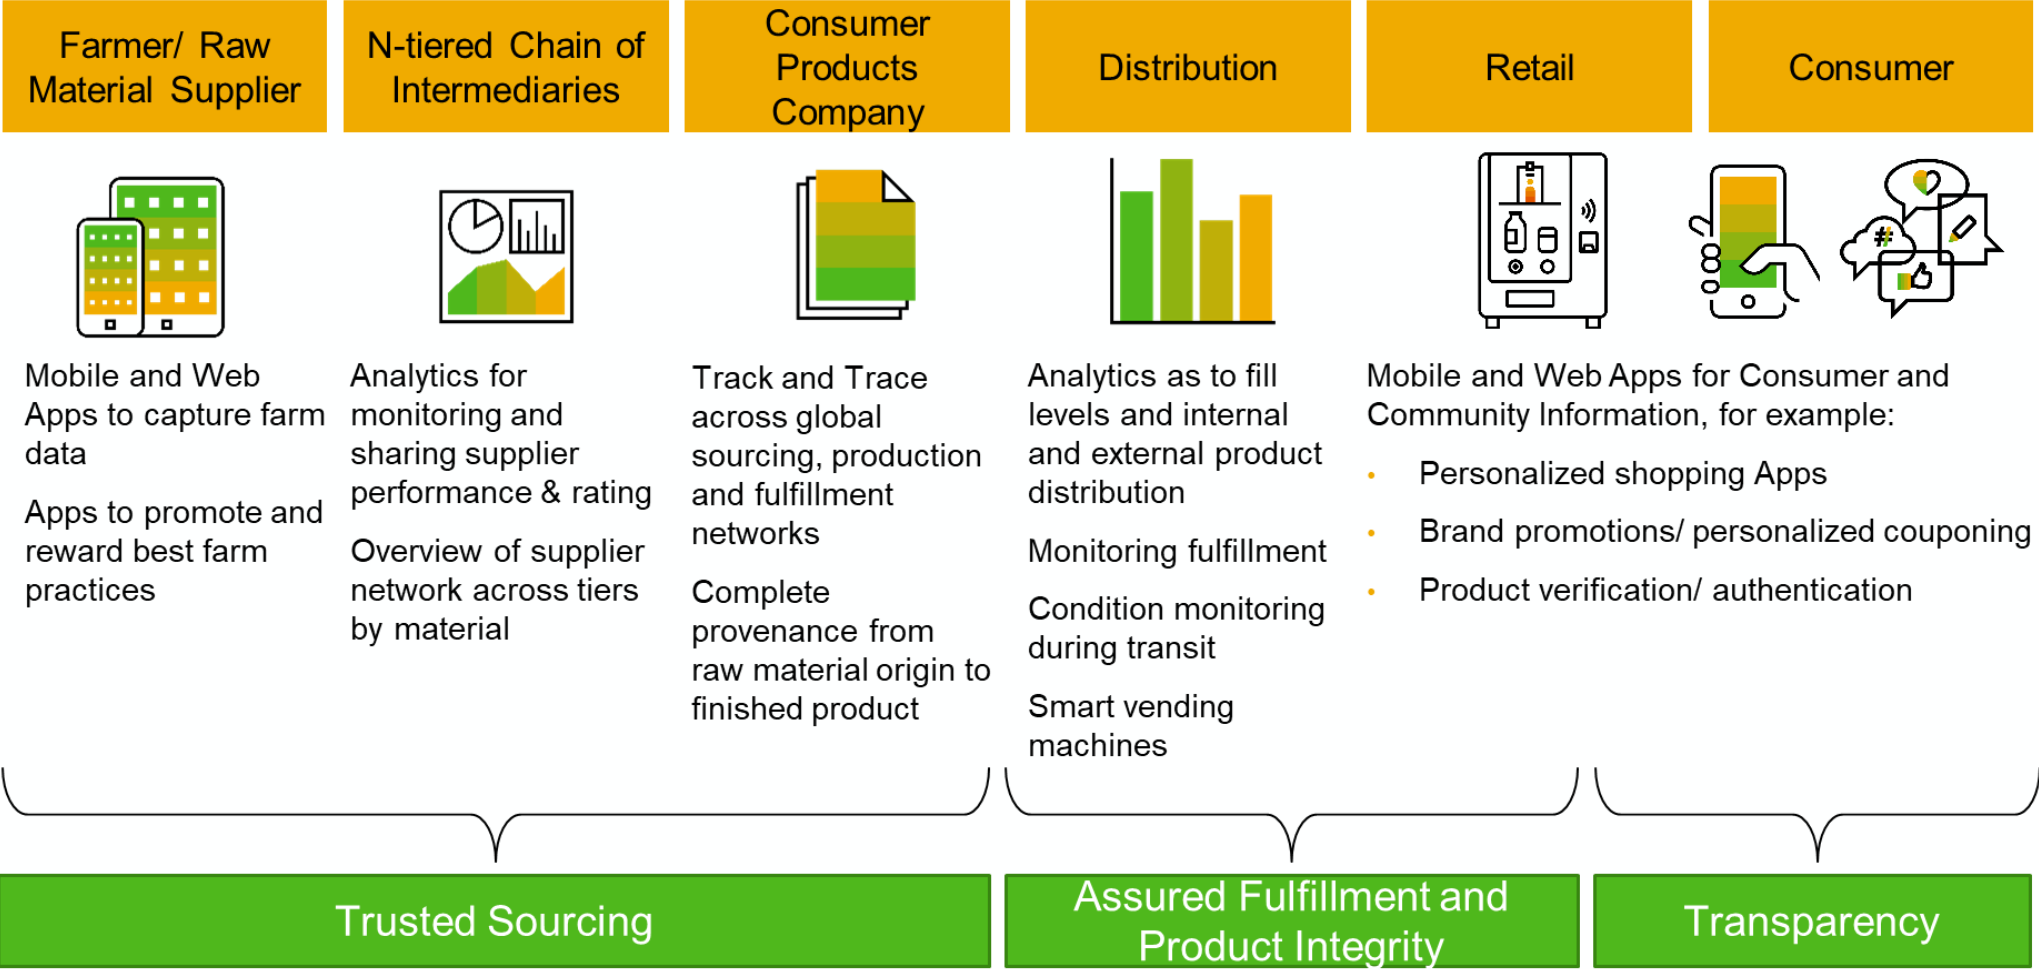 Farmer/ Raw
Material Supplier
N-tiered Chain of
Intermediaries
Consumer
Products
Company
Distribution
Retail
Consumer
#
Mobile and Web
Apps to capture farm
data
Apps to promote and
reward best farm
practices
Analytics for
monitoring and
sharing supplier
performance & rating
Overview of supplier
network across tiers
by material
Track and Trace
across global
sourcing, production
and fulfillment
networks
Complete
provenance from
raw material origin to
finished product
Analytics as to fill
levels and internal
and external product
distribution
Monitoring fulfillment
Condition monitoring
during transit
Smart vending
machines
Mobile and Web Apps for Consumer and
Community Information, for example:
• Personalized shopping Apps
• Brand promotions/ personalized couponing
• Product verification/ authentication
Trusted Sourcing
Assured Fulfillment and
Product Integrity
Transparency